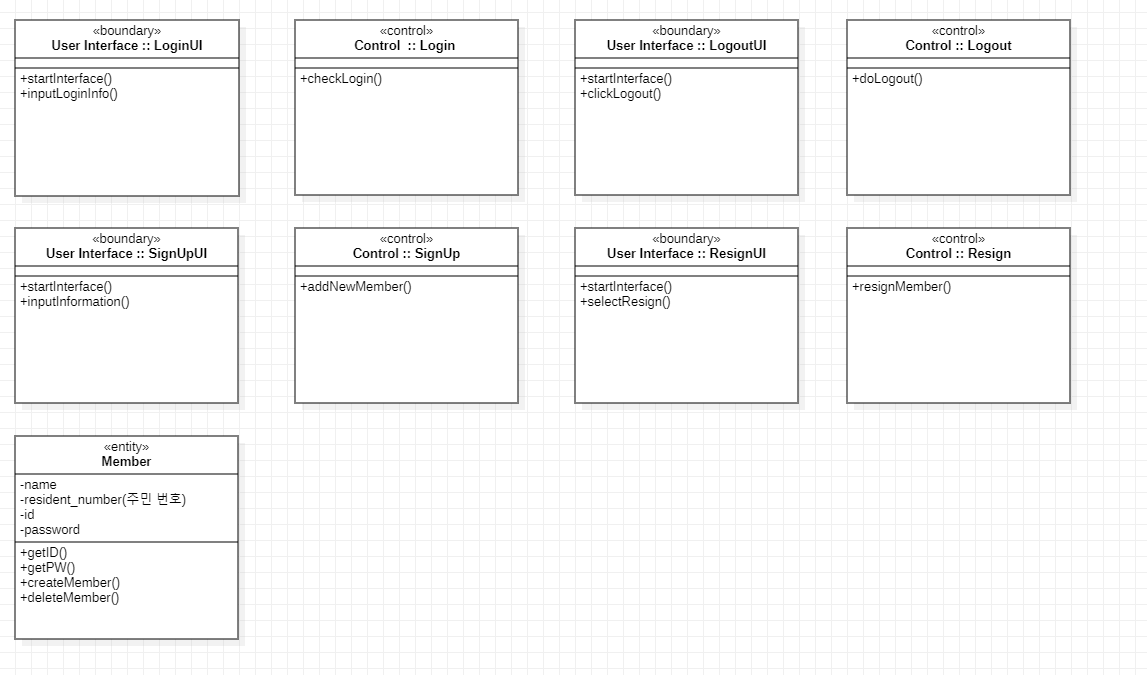 «boundary»
User Interface :: LoginUI
+startInterface()
+inputLoginInfo()
«control»
Control  :: Login
+checkLogin()
«boundary»
User Interface :: LogoutUI
+startInterface()
+clickLogout()
«control»
Control :: Logout
+doLogout()
«boundary»
User Interface :: SignUpUI
+startInterface()
+inputInformation()
«control»
Control :: SignUp
+addNewMember()
«boundary»
User Interface :: ResignUI
+startInterface()
+selectResign()
«control»
Control :: Resign
+resignMember()
«entity»
Member
-name
-resident_number(주민 번호)
-id
-password
+getID()
+getPW()
+createMember()
+deleteMember()